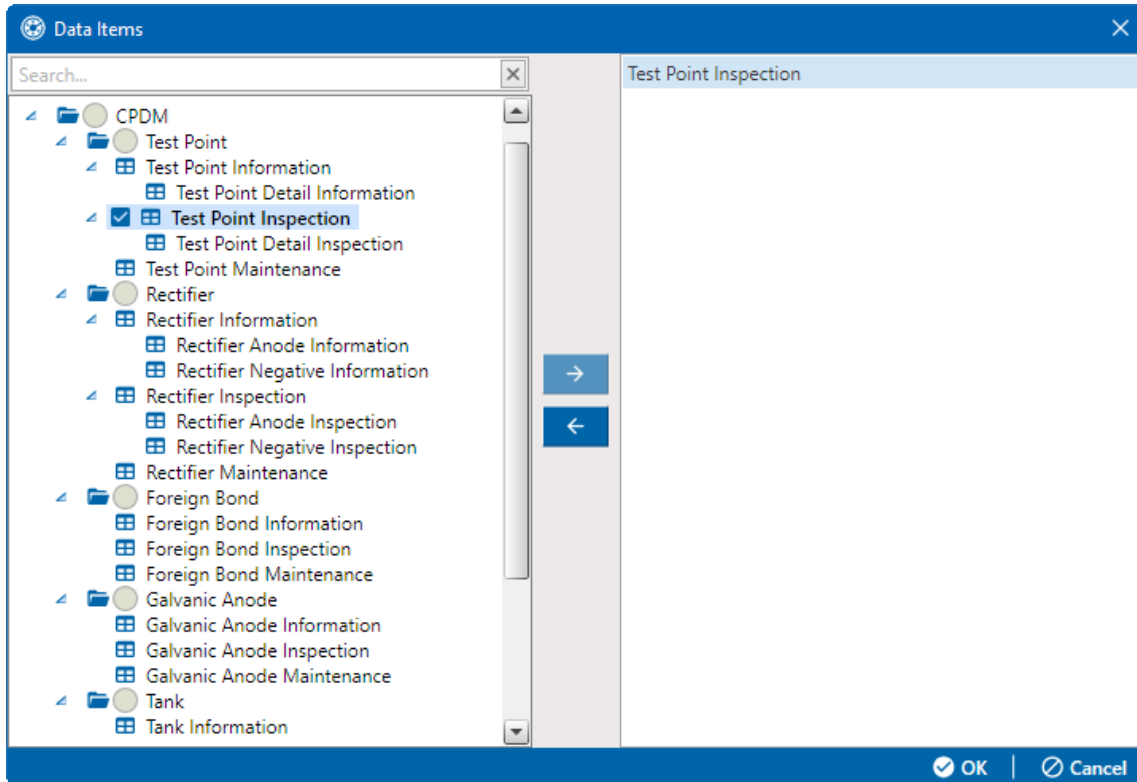 Data Items
Search...
CPDM
Test Point
Test Point Information
Test Point Detail Information
Test Point Inspection
Test Point Detail Inspection
Test Point Maintenance
Rectifier
Rectifier Information
Rectifier Anode Information
Rectifier Negative Information
Rectifier Inspection
Rectifier Anode Inspection
Rectifier Negative Inspection
Rectifier Maintenance
Foreign Bond
Foreign Bond Information
Foreign Bond Inspection
Foreign Bond Maintenance
Galvanic Anode
Galvanic Anode Information
Galvanic Anode Inspection
Galvanic Anode Maintenance
Tank
Tank Information
Test Point Inspection
OK
Cancel